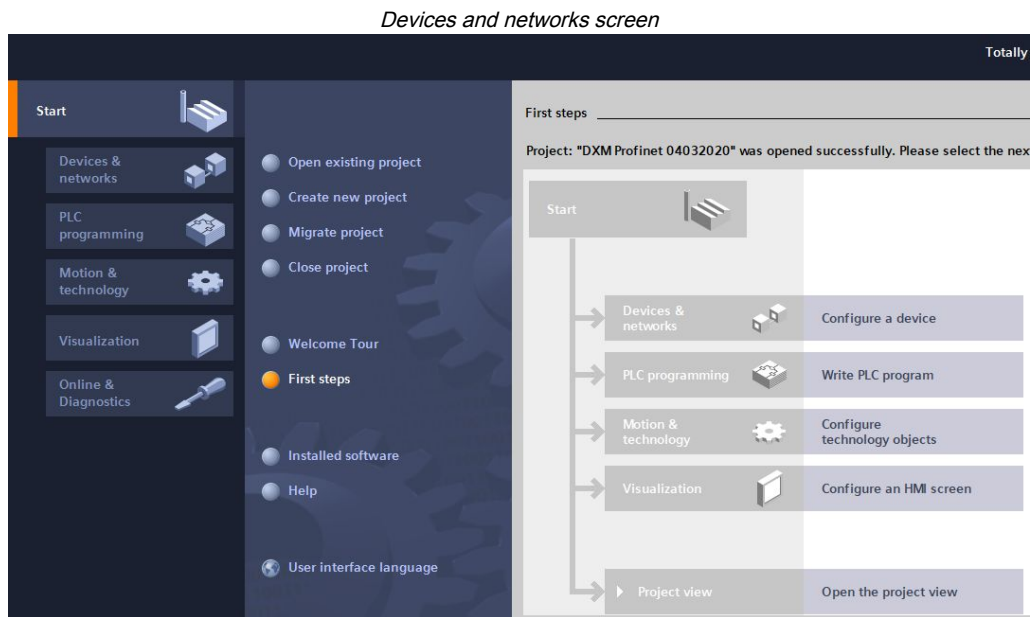 Devices and networks screen
Totally
Start
Devices &
networks
PLC
programming
Motion &
technology
Visualization
Online &
Diagnostics
Open existing project
Create new project
Migrate project
Close project
Welcome Tour
First steps
Installed software
Help
User interface language
First steps
Project: "DXM Profinet 04032020" was opened successfully. Please select the nex
Start
Devices &
networks
Configure a device
PLC programming
Write PLC program
Motion &
technology
Configure
technology objects
Visualization
Configure an HMI screen
Project view
Open the project view